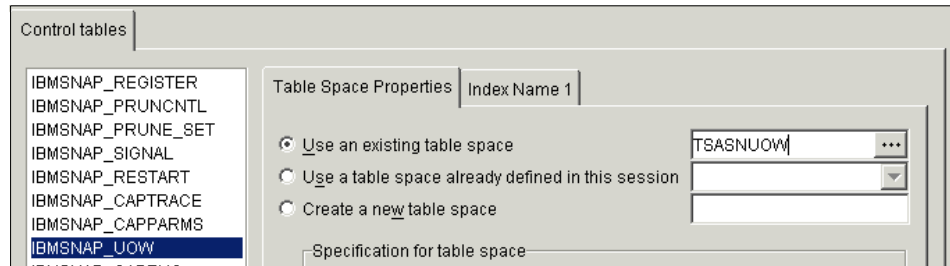 Control tables
IBMSNAP_REGISTER
IBMSNAP_PRUNCNTL
IBMSNAP_PRUNE_SET
IBMSNAP_SIGNAL
IBMSNAP_RESTART
IBMSNAP_CAPTRACE
IBMSNAP_CAPPARMS
IBMSNAP_UOW
Table Space Properties
Index Name 1
Use an existing table space
TSASNUOW
...
Use a table space already defined in this session
Create a new table space
Specification for table space